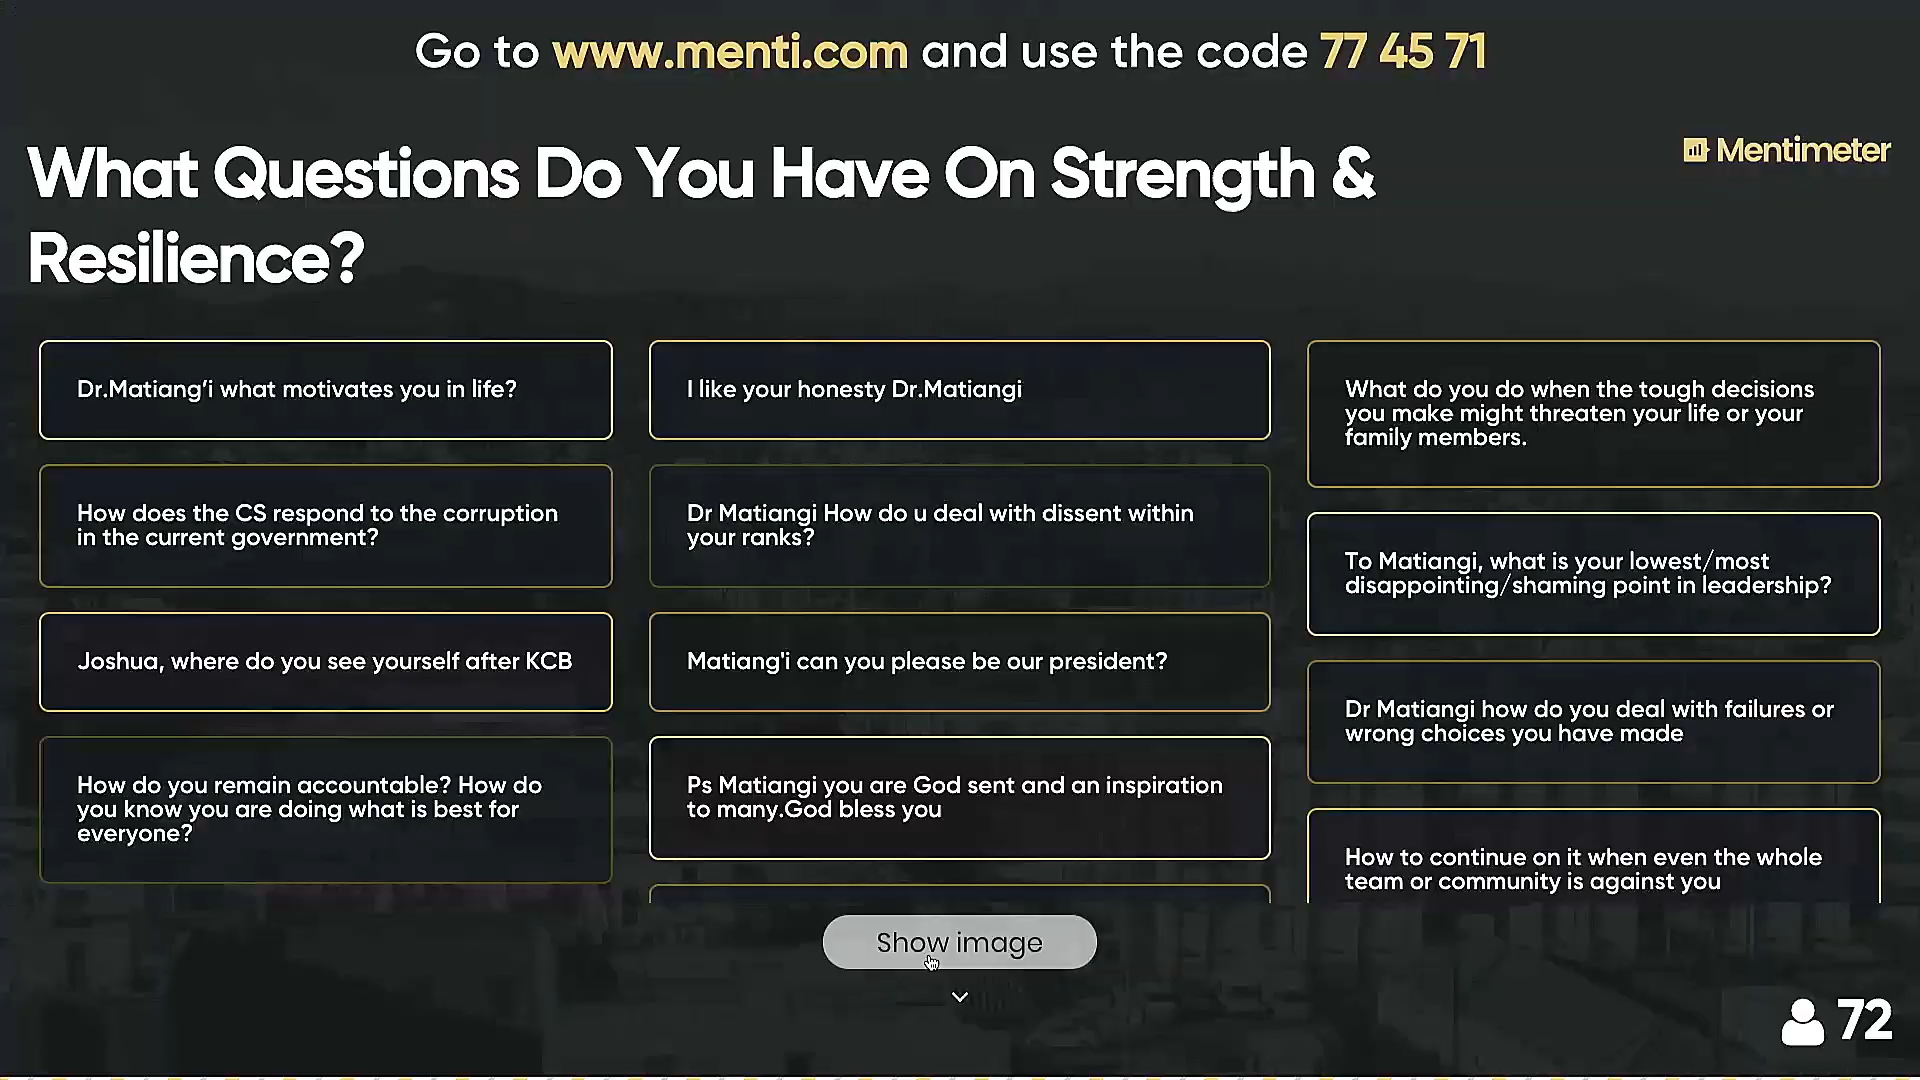 Go to www.menti.com and use the code 77 45 71
Mentimeter
What Questions Do You Have On Strength &
Resilience?
Dr.Matiang'i what motivates you in life?
How does the CS respond to the corruption
in the current government?
Joshua, where do you see yourself after KCB
How do you remain accountable? How do
you know you are doing what is best for
everyone?
I like your honesty Dr.Matiangi
Dr Matiangi How do u deal with dissent within
your ranks?
Matiang'i can you please be our president?
Ps Matiangi you are God sent and an inspiration
to many.God bless you
What do you do when the tough decisions
you make might threaten your life or your
family members.
To Matiangi, what is your lowest/most
disappointing/shaming point in leadership?
Dr Matiangi how do you deal with failures or
wrong choices you have made
How to continue on it when even the whole
team or community is against you
Show image
72